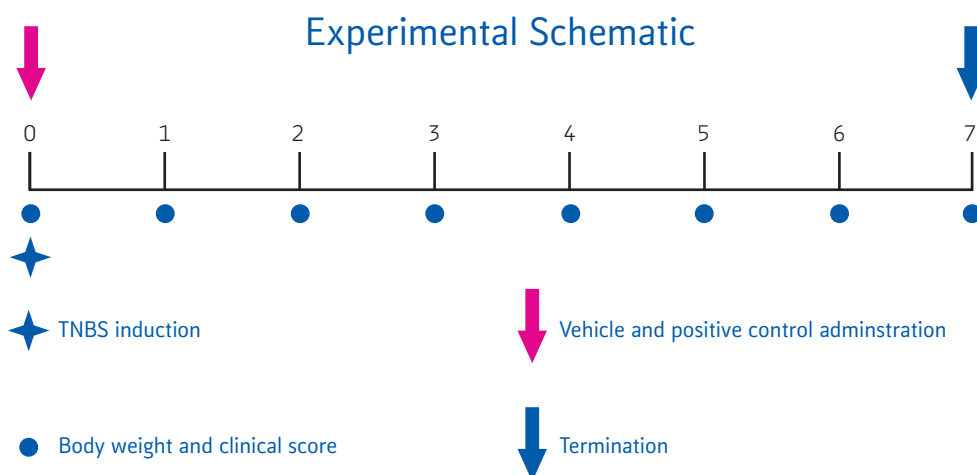 Experimental Schematic
0 1 2 3 4 5 6 7
TNBS induction
Vehicle and positive control adminstration
Body weight and clinical score
Termination